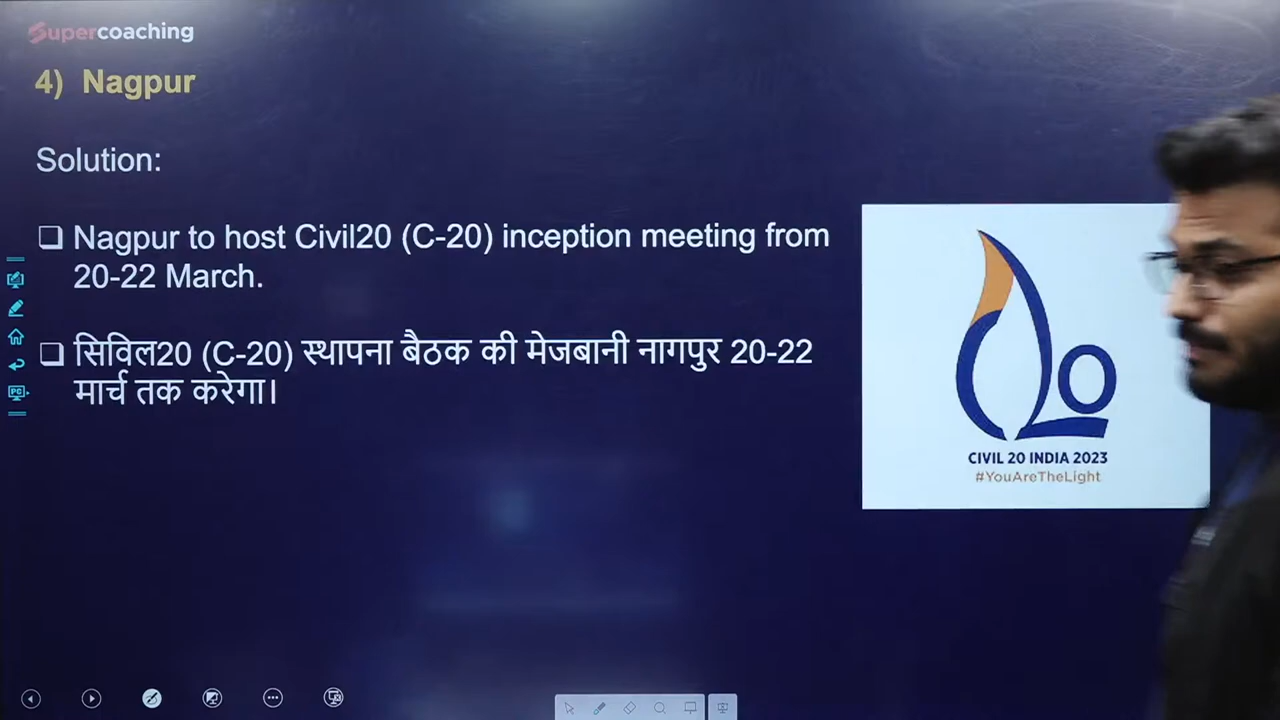 Supercoaching
4) Nagpur
Solution:
❑ Nagpur to host Civil20 (C-20) inception meeting from
20-22 March.
❑ सिविल20 (C-20) स्थापना बैठक की मेजबानी नागपुर 20-22
मार्च तक करेगा।
CIVIL 20 INDIA 2023
#YouAreTheLight
PC